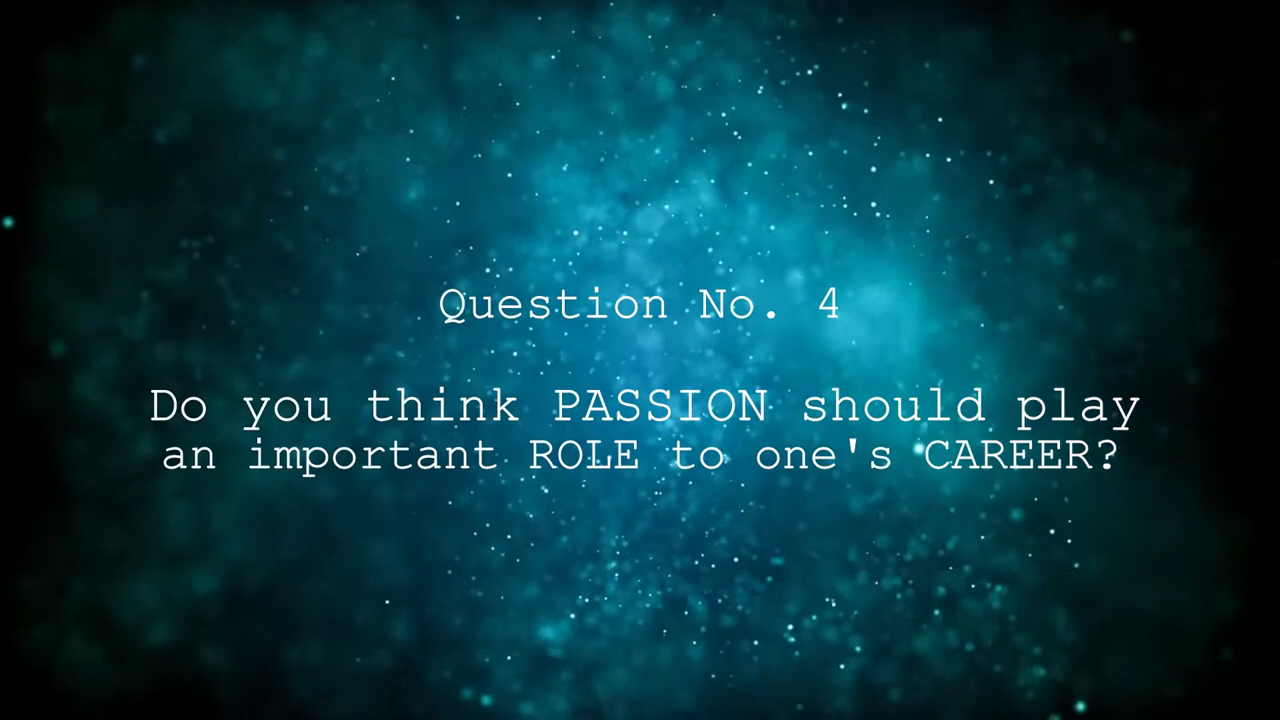 Question No. 4
Do you think PASSION should play
an important ROLE to one's CAREER?